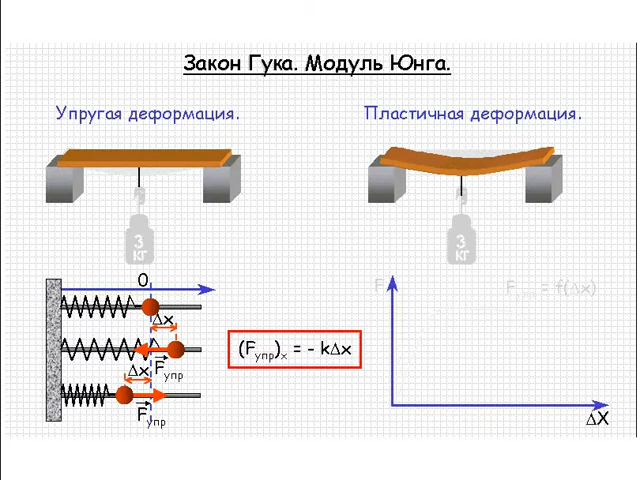 Закон Гука. Модуль Юнга.
Упругая деформация.
Пластичная деформация.
3
кг
3
кг
0
Δx
Fупр
Δx
Fупр
(Fупр)x = - kΔx
F
F = f(Δx)
ΔX